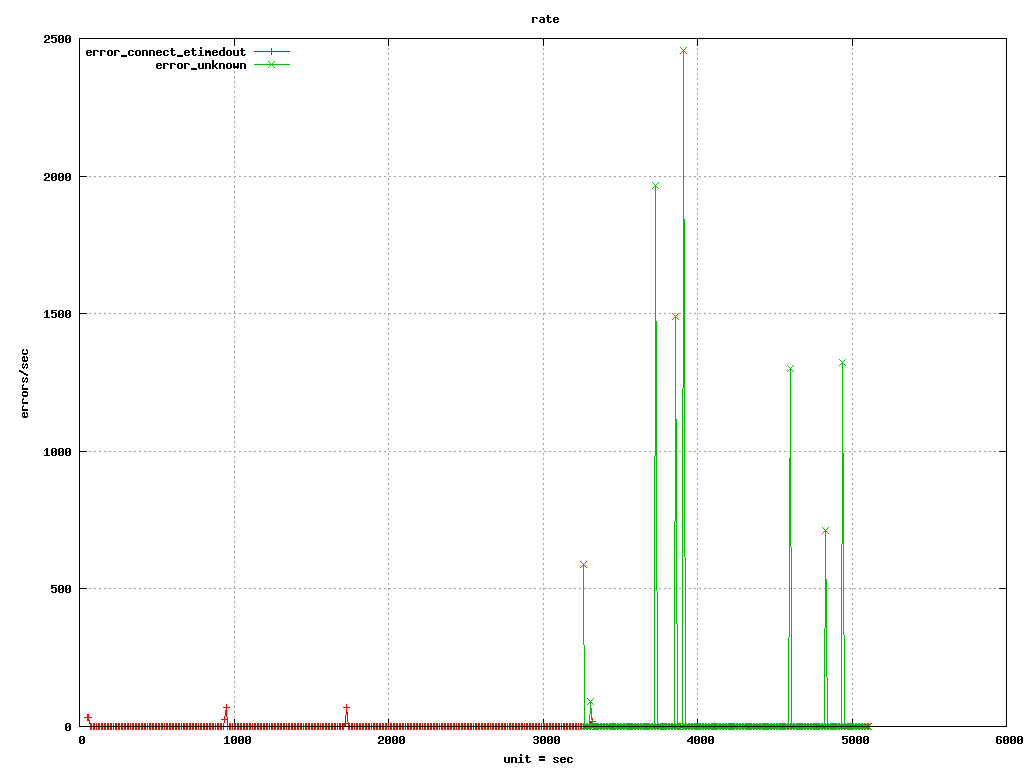 rate
2500
error_connect_etimedout
error_unknown
2000
1500
errors/sec
1000
500
0
0 1000 2000 3000 4000 5000 6000
unit = sec